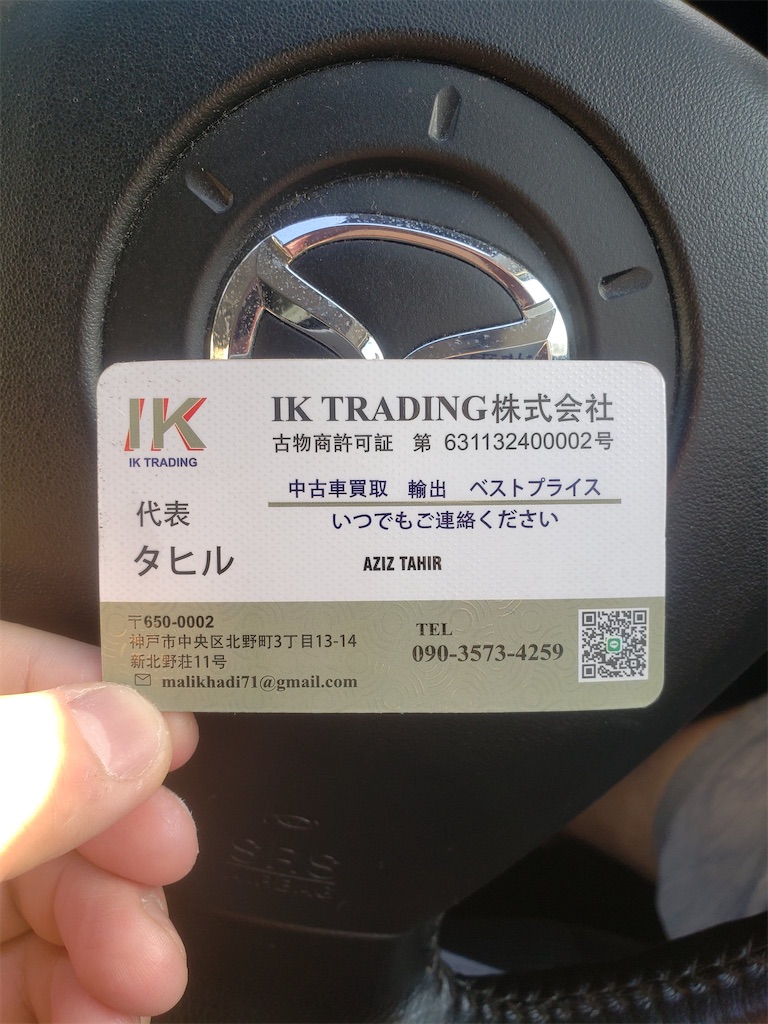 IK
IK TRADING
IK TRADING株式会社
古物商許可証 第 631132400002号
中古車買取 輸出 ベストプライス
いつでもご連絡ください
代表
タヒル
AZIZ TAHIR
〒650-0002
神戸市中央区北野町3丁目13-14
新北野荘11号
malikhadi71@gmail.com
TEL
090-3573-4259
SRS
AIRBAG